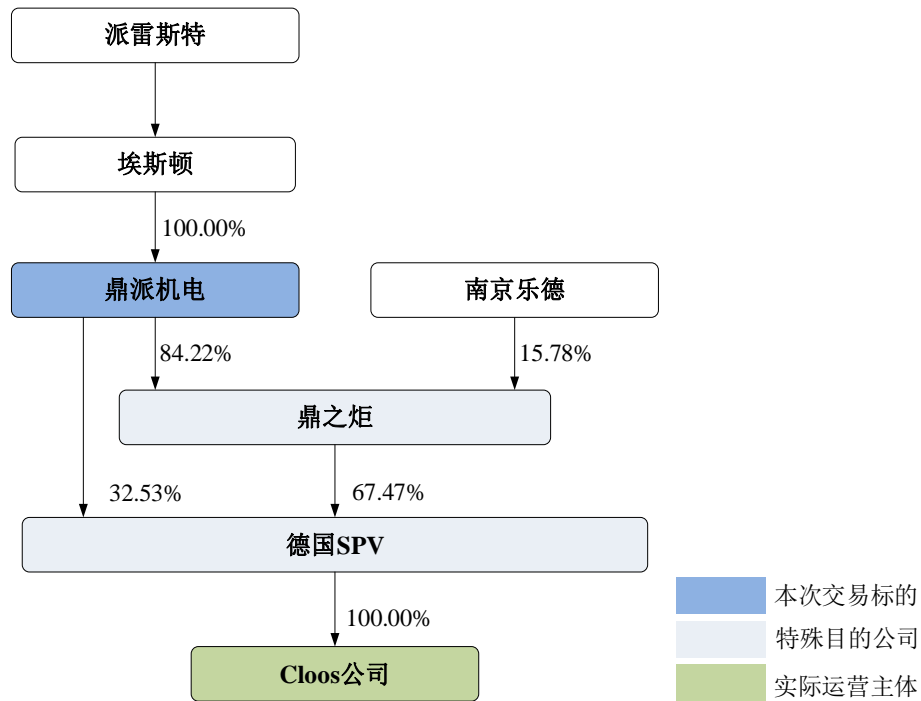 派雷斯特
埃斯顿
100.00%
鼎派机电
南京乐德
84.22%
15.78%
鼎之炬
32.53%
67.47%
德国SPV
100.00%
Cloos公司
本次交易标的
特殊目的公司
实际运营主体